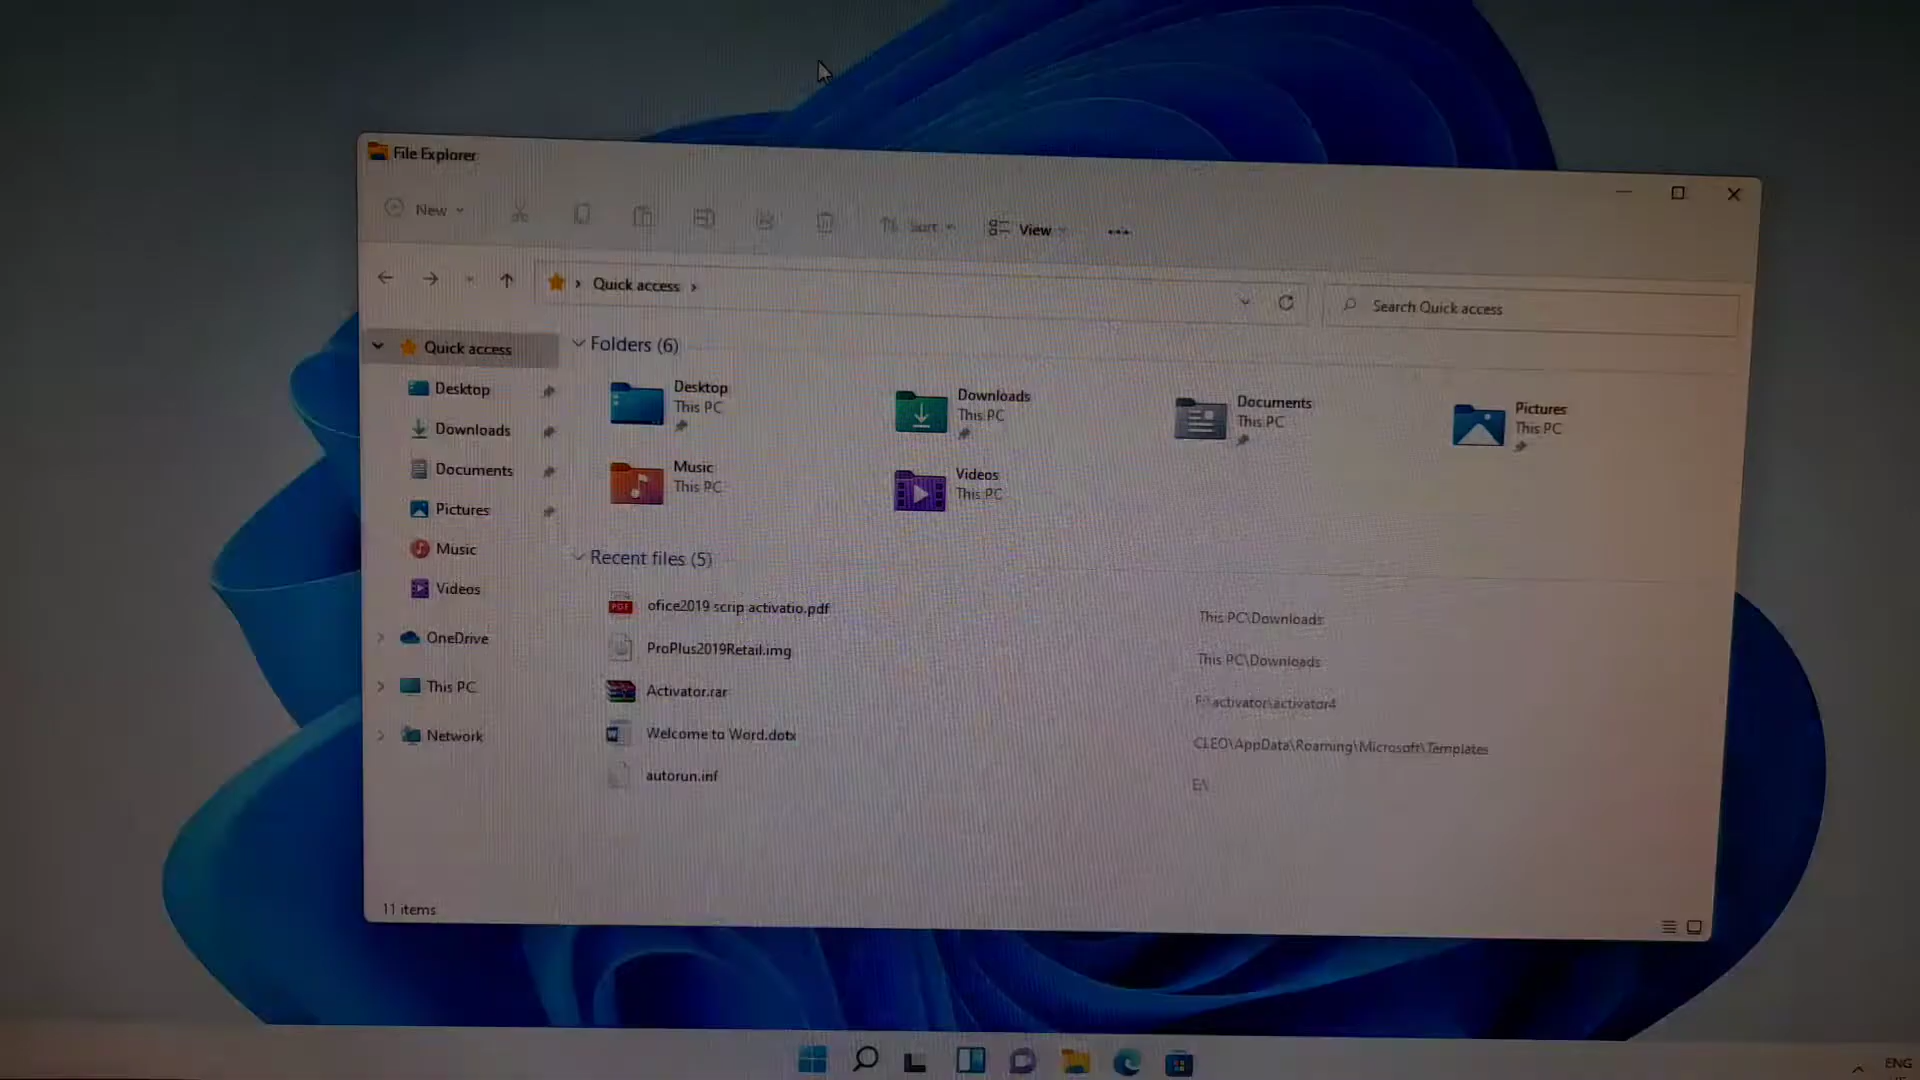 File Explorer
New
Sort
View
Quick access
Search Quick access
Quick access
Desktop
Downloads
Documents
Pictures
Music
Videos
OneDrive
This PC
Network
Folders (6)
Desktop
This PC
Downloads
This PC
Documents
This PC
Pictures
This PC
Music
This PC
Videos
This PC
Recent files (5)
ofice2019 scrip activatio.pdf
This PC\Downloads
ProPlus2019Retail.img
This PC\Downloads
Activator.rar
F:\activator\activator4
Welcome to Word.dotx
CLEO\AppData\Roaming\Microsoft\Templates
autorun.inf
E:\
11 items
ENG